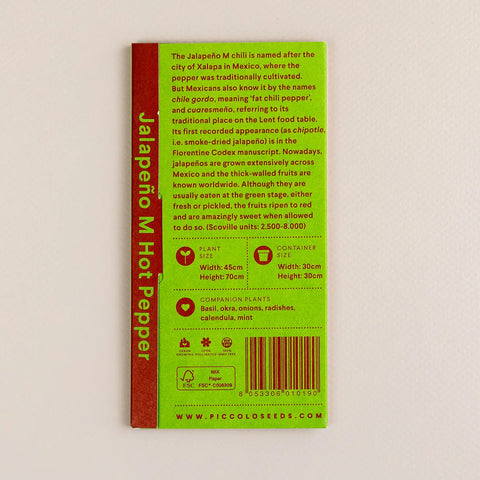 Jalapeño M Hot Pepper
The Jalapeño M chili is named after the
city of Xalapa in Mexico, where the
pepper was traditionally cultivated.
But Mexicans also know it by the names
chile gordo, meaning 'fat chili pepper',
and cuaresmeño, referring to its
traditional place on the Lent food table.
Its first recorded appearance (as chipotle,
i.e. smoke-dried jalapeño) is in the
Florentine Codex manuscript. Nowadays,
jalapeños are grown extensively across
Mexico and the thick-walled fruits are
known worldwide. Although they are
usually eaten at the green stage, either
fresh or pickled, the fruits ripen to red
and are amazingly sweet when allowed
to do so. (Scoville units: 2.500-8.000)
PLANT
SIZE
Width: 45cm
Height: 70cm
CONTAINER
SIZE
Width: 30cm
Height: 30cm
COMPANION PLANTS
Basil, okra, onions, radishes,
calendula, mint
OPEN
POLLINATED
GMO FREE
FSC
MIX
Paper
8 053306 010190
WWW.PICCOLOSEEDS.COM